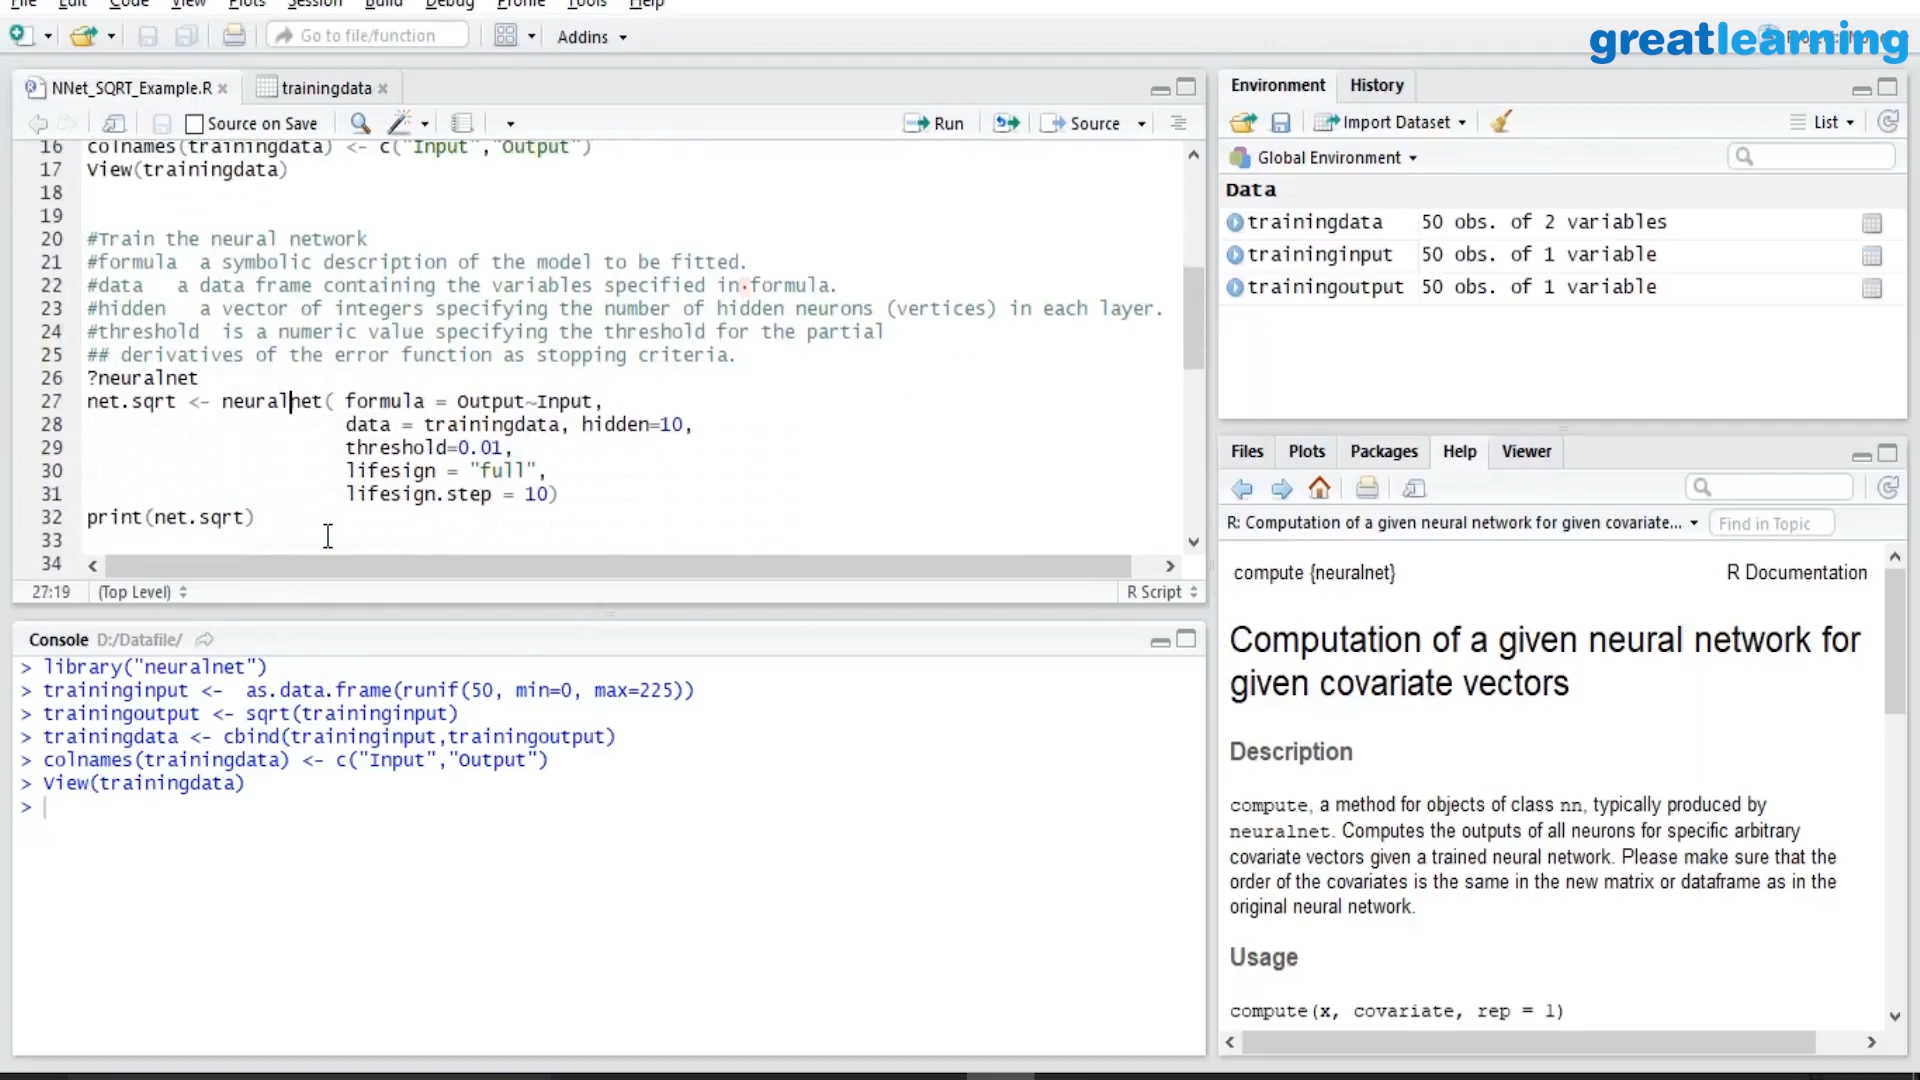 File Edit Code View Plots Session Build Debug Profile Tools Help
Go to file/function Addins
greatlearning
NNet_SQRT_Example.R trainingdata
Source on Save Run Source
16 colnames(trainingdata) <- c("Input","Output")
17 View(trainingdata)
18
19
20 #Train the neural network
21 #formula a symbolic description of the model to be fitted.
22 #data a data frame containing the variables specified in·formula.
23 #hidden a vector of integers specifying the number of hidden neurons (vertices) in each layer.
24 #threshold is a numeric value specifying the threshold for the partial
25 ## derivatives of the error function as stopping criteria.
26 ?neuralnet
27 net.sqrt <- neuralnet( formula = Output~Input,
28 data = trainingdata, hidden=10,
29 threshold=0.01,
30 lifesign = "full",
31 lifesign.step = 10)
32 print(net.sqrt)
33
34
27:19 (Top Level) R Script
Console D:/Datafile/
> library("neuralnet")
> traininginput <- as.data.frame(runif(50, min=0, max=225))
> trainingoutput <- sqrt(traininginput)
> trainingdata <- cbind(traininginput,trainingoutput)
> colnames(trainingdata) <- c("Input","Output")
> View(trainingdata)
>
Environment History
Import Dataset List
Global Environment
Data
trainingdata 50 obs. of 2 variables
traininginput 50 obs. of 1 variable
trainingoutput 50 obs. of 1 variable
Files Plots Packages Help Viewer
R: Computation of a given neural network for given covariate... Find in Topic
compute {neuralnet} R Documentation
Computation of a given neural network for
given covariate vectors
Description
compute, a method for objects of class nn, typically produced by
neuralnet. Computes the outputs of all neurons for specific arbitrary
covariate vectors given a trained neural network. Please make sure that the
order of the covariates is the same in the new matrix or dataframe as in the
original neural network.
Usage
compute(x, covariate, rep = 1)